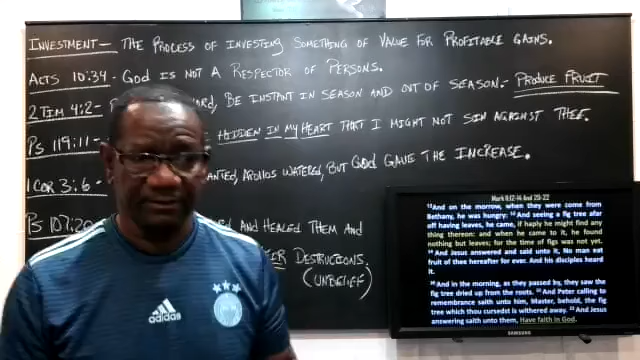 INVESTMENT - THE PROCESS OF INVESTING SOMETHING OF VALUE FOR PROFITABLE GAINS.
ACTS 10:34 - GOD IS NOT A RESPECTOR OF PERSONS.
2 TIM 4:2 - BE INSTANT IN SEASON AND OUT OF SEASON. - PRODUCE FRUIT
PS 119:11 - HIDDEN IN MY HEART THAT I MIGHT NOT SIN AGAINST THEE.
1 COR 3:6 - APOLLOS WATERED, BUT GOD GAVE THE INCREASE.
PS 107:20 AND HEALED THEM AND
DESTRUCTIONS.
(UNBELIEF)
adidas
Mark 11:12-14 And 20-22
12 And on the morrow, when they were come from
Bethany, he was hungry: 13 And seeing a fig tree afar
off having leaves, he came, if haply he might find any
thing thereon: and when he came to it, he found
nothing but leaves; for the time of figs was not yet.
14 And Jesus answered and said unto it, No man eat
fruit of thee hereafter for ever. And his disciples heard
it.
20 And in the morning, as they passed by, they saw the
fig tree dried up from the roots. 21 And Peter calling to
remembrance saith unto him, Master, behold, the fig
tree which thou cursedst is withered away. 22 And Jesus
answering saith unto them, Have faith in God.
SAMSUNG